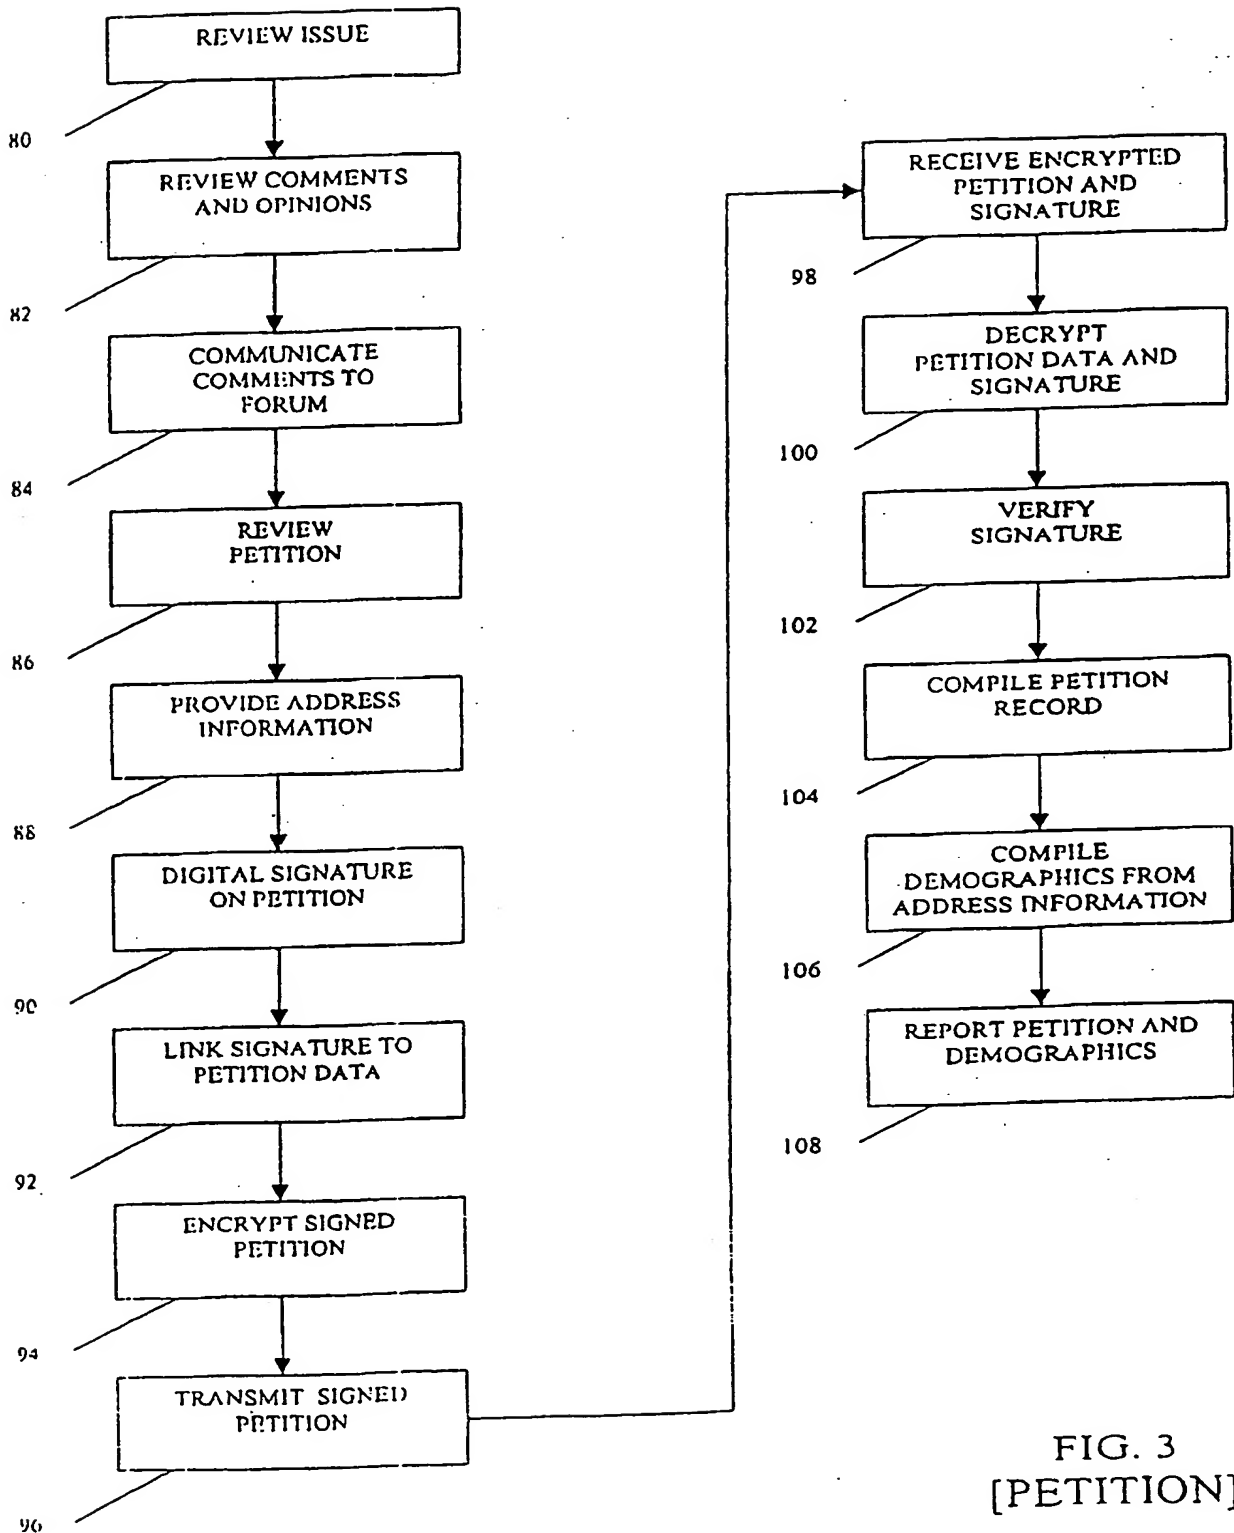 REVIEW ISSUE
80
REVIEW COMMENTS
AND OPINIONS
82
COMMUNICATE
COMMENTS TO
FORUM
84
REVIEW
PETITION
86
PROVIDE ADDRESS
INFORMATION
88
DIGITAL SIGNATURE
ON PETITION
90
LINK SIGNATURE TO
PETITION DATA
92
ENCRYPT SIGNED
PETITION
94
TRANSMIT SIGNED
PETITION
96
RECEIVE ENCRYPTED
PETITION AND
SIGNATURE
98
DECRYPT
PETITION DATA AND
SIGNATURE
100
VERIFY
SIGNATURE
102
COMPILE PETITION
RECORD
104
COMPILE
DEMOGRAPHICS FROM
ADDRESS INFORMATION
106
REPORT PETITION AND
DEMOGRAPHICS
108
FIG. 3
[PETITION]